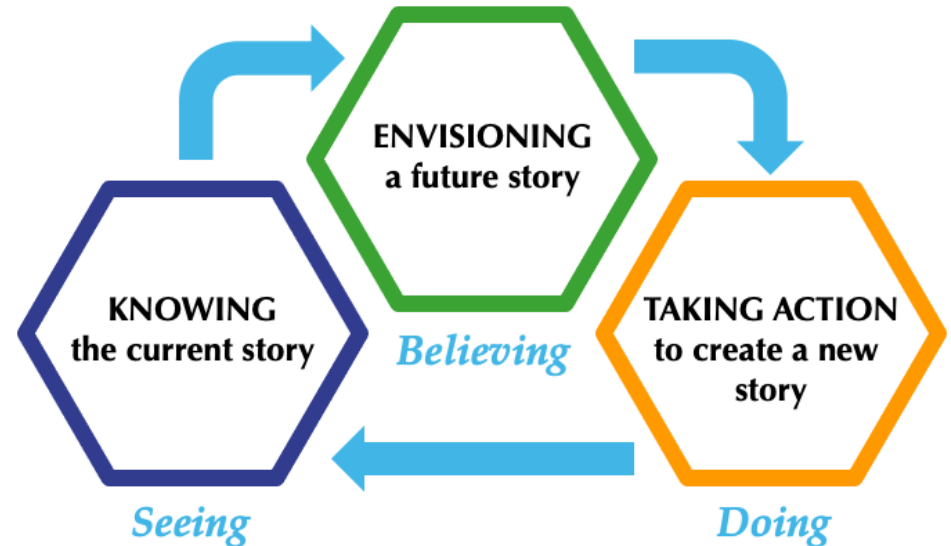 ENVISIONING
a future story
Believing
KNOWING
the current story
Seeing
TAKING ACTION
to create a new
story
Doing